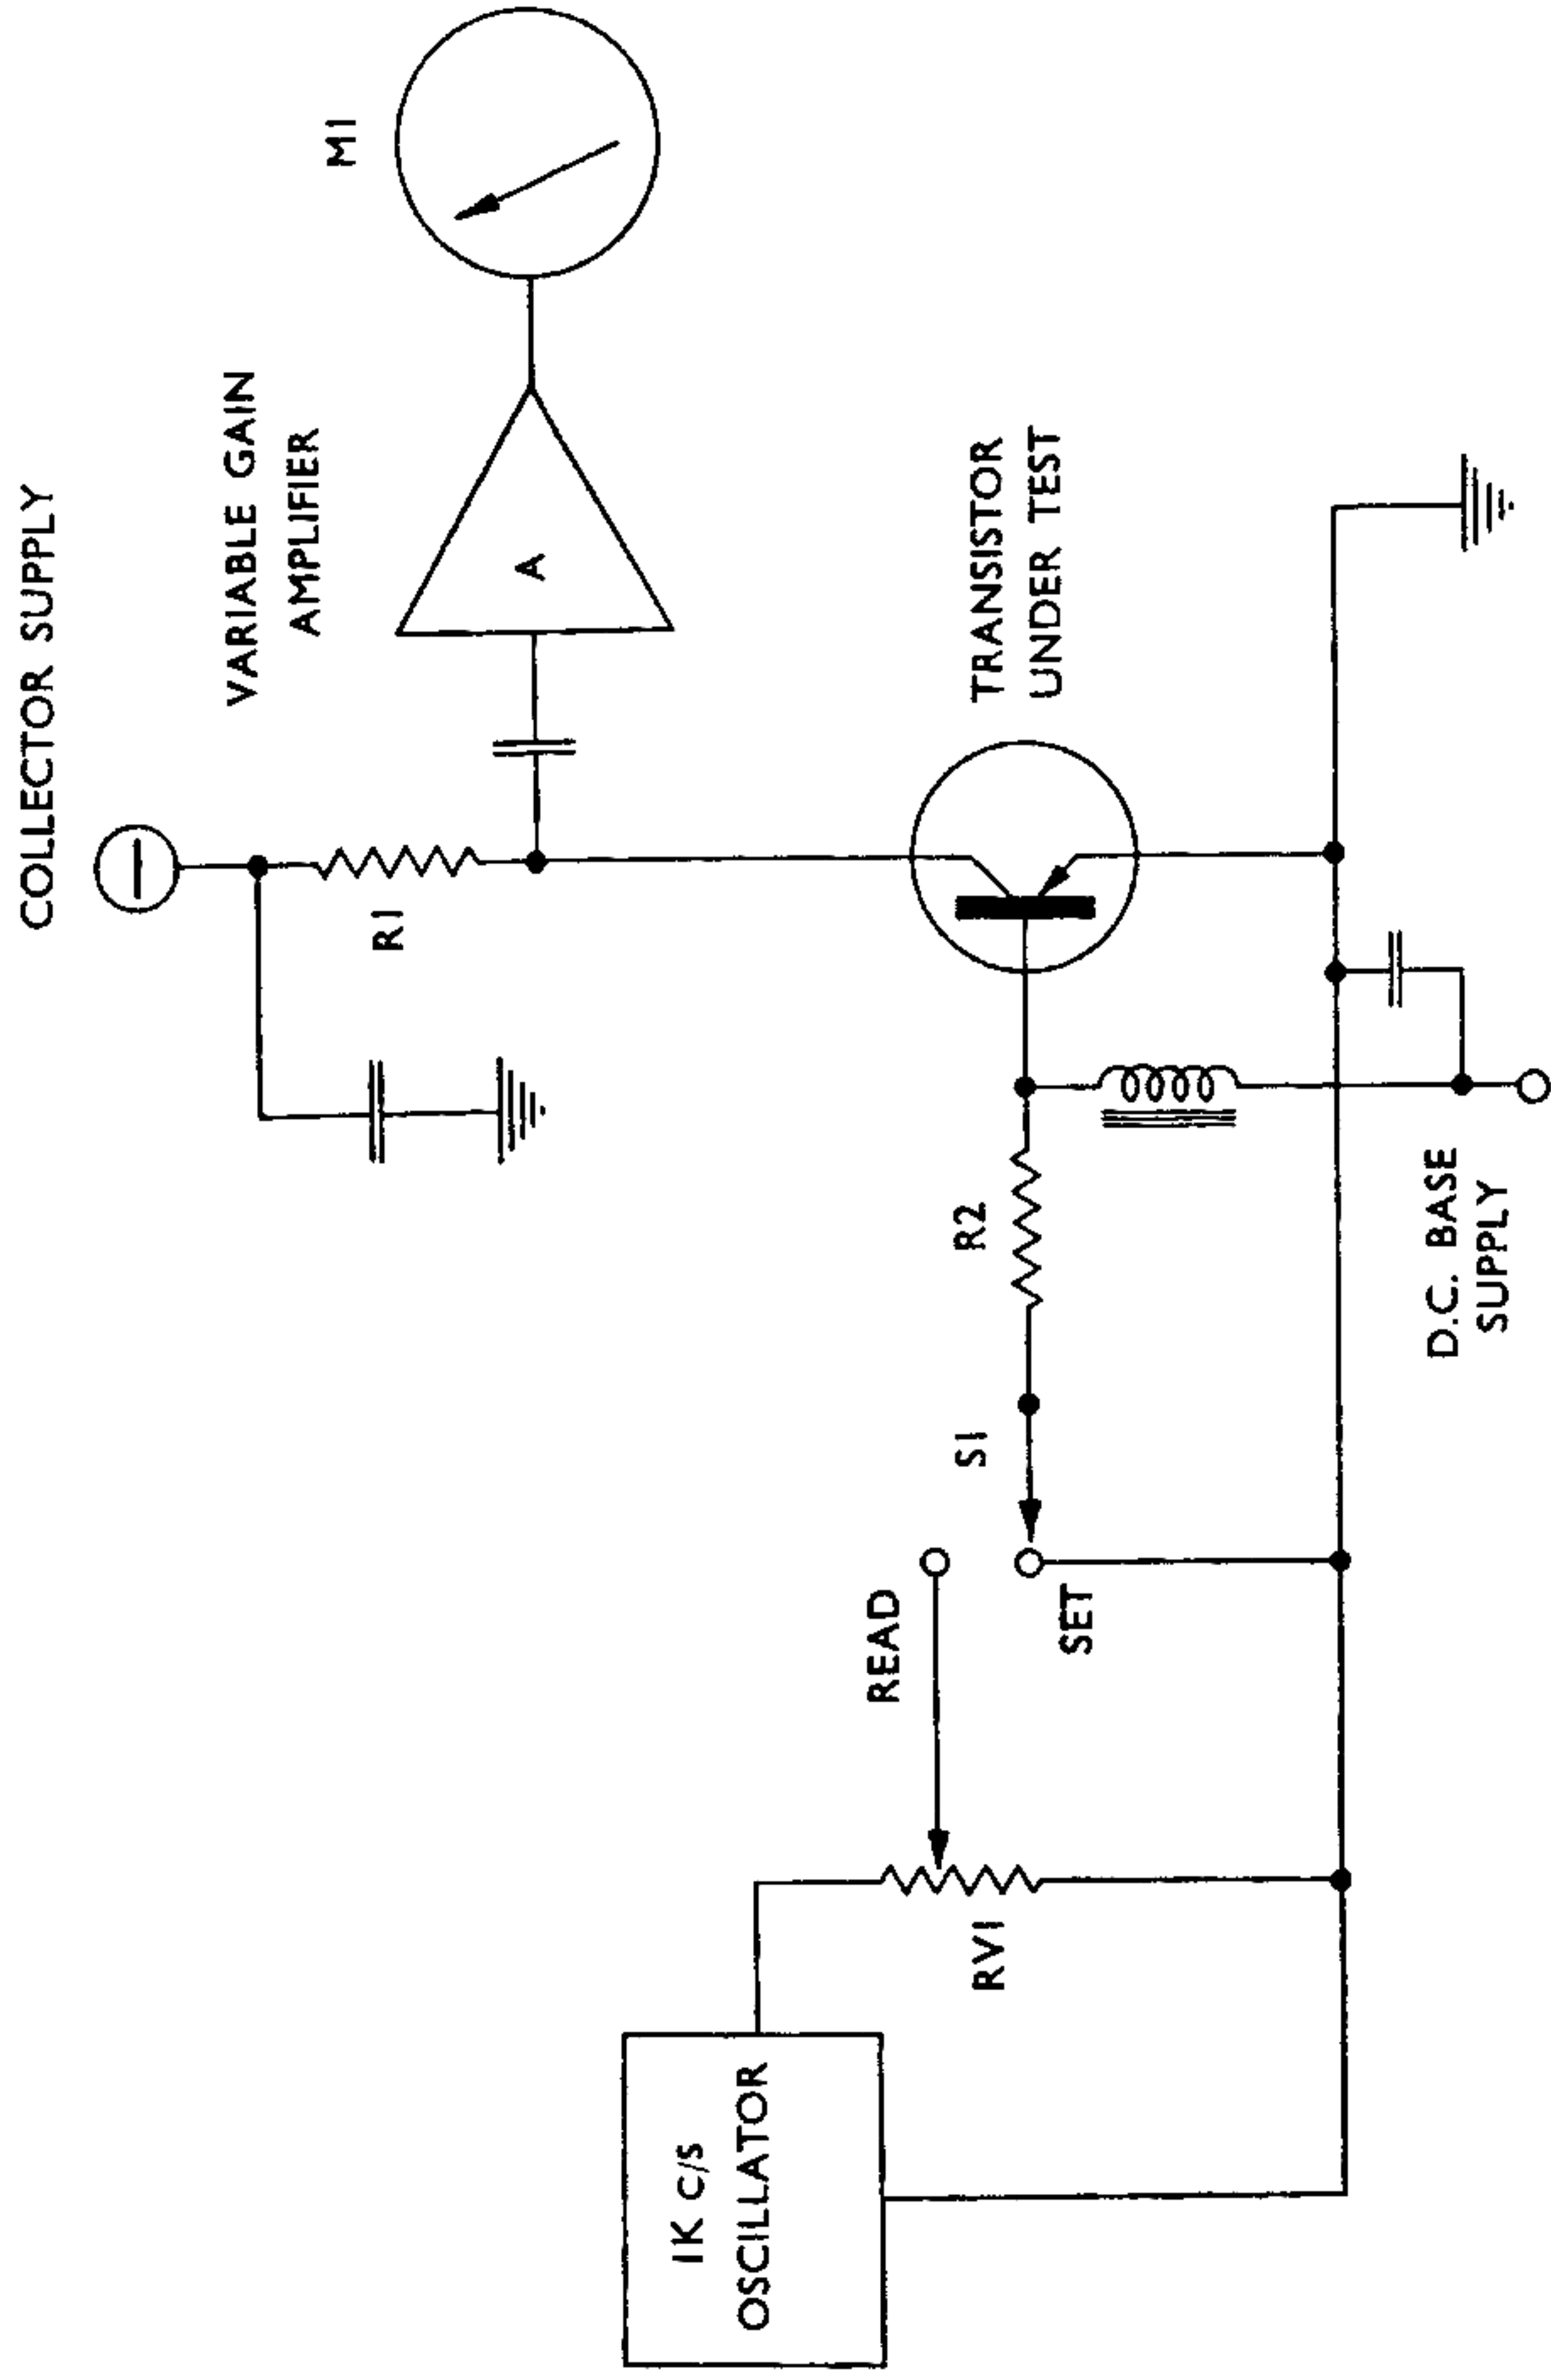 COLLECTOR SUPPLY
VARIABLE GAIN
AMPLIFIER
M1
R1
A
TRANSISTOR
UNDER TEST
R2
S1
READ
SET
1K C/S
OSCILLATOR
RV1
D.C. BASE
SUPPLY